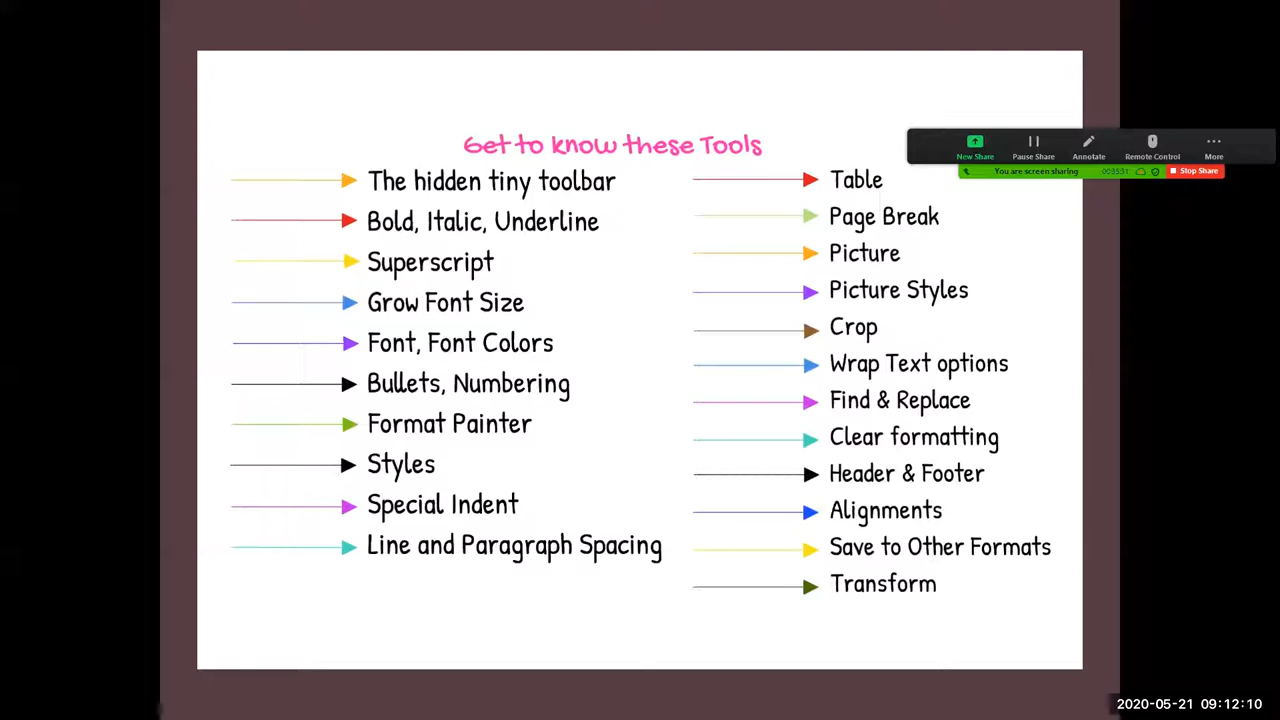 Get to know these Tools
The hidden tiny toolbar
Bold, Italic, Underline
Superscript
Grow Font Size
Font, Font Colors
Bullets, Numbering
Format Painter
Styles
Special Indent
Line and Paragraph Spacing
Table
Page Break
Picture
Picture Styles
Crop
Wrap Text options
Find & Replace
Clear formatting
Header & Footer
Alignments
Save to Other Formats
Transform
New Share Pause Share Annotate Remote Control More
You are screen sharing Stop Share
2020-05-21 09:12:10